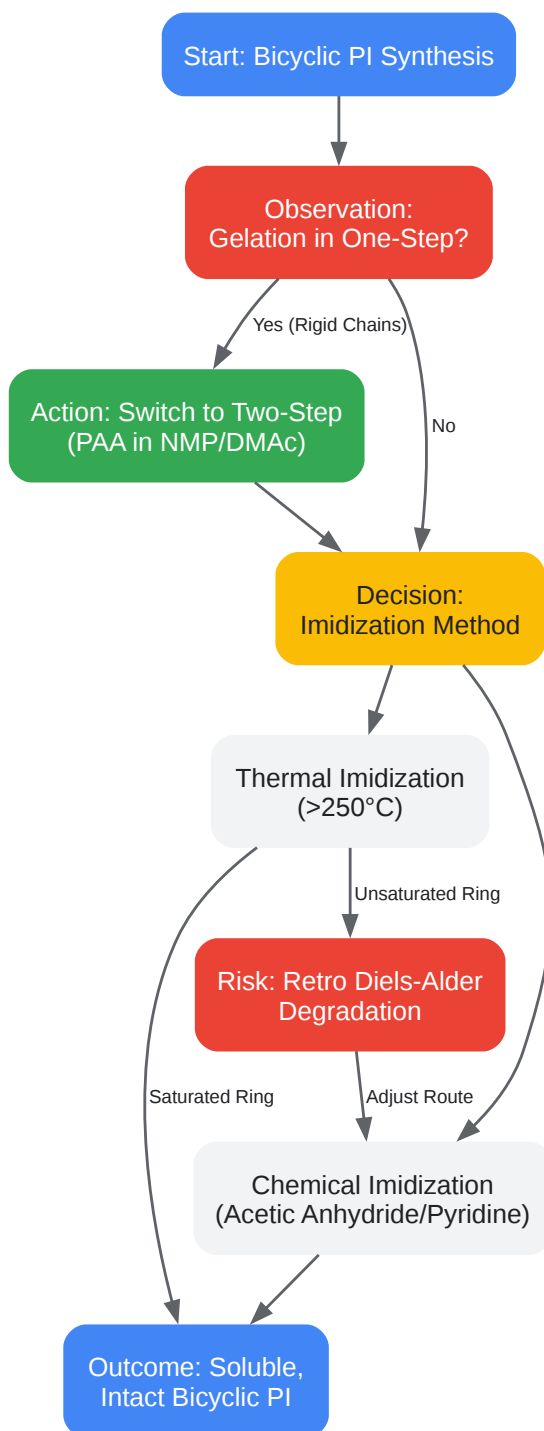 Start: Bicyclic PI Synthesis
Observation:
Gelation in One-Step?
Yes (Rigid Chains)
Action: Switch to Two-Step
(PAA in NMP/DMAc)
No
Decision:
Imidization Method
Thermal Imidization
(>250°C)
Unsaturated Ring
Risk: Retro Diels-Alder
Degradation
Saturated Ring
Adjust Route
Chemical Imidization
(Acetic Anhydride/Pyridine)
Outcome: Soluble,
Intact Bicyclic PI